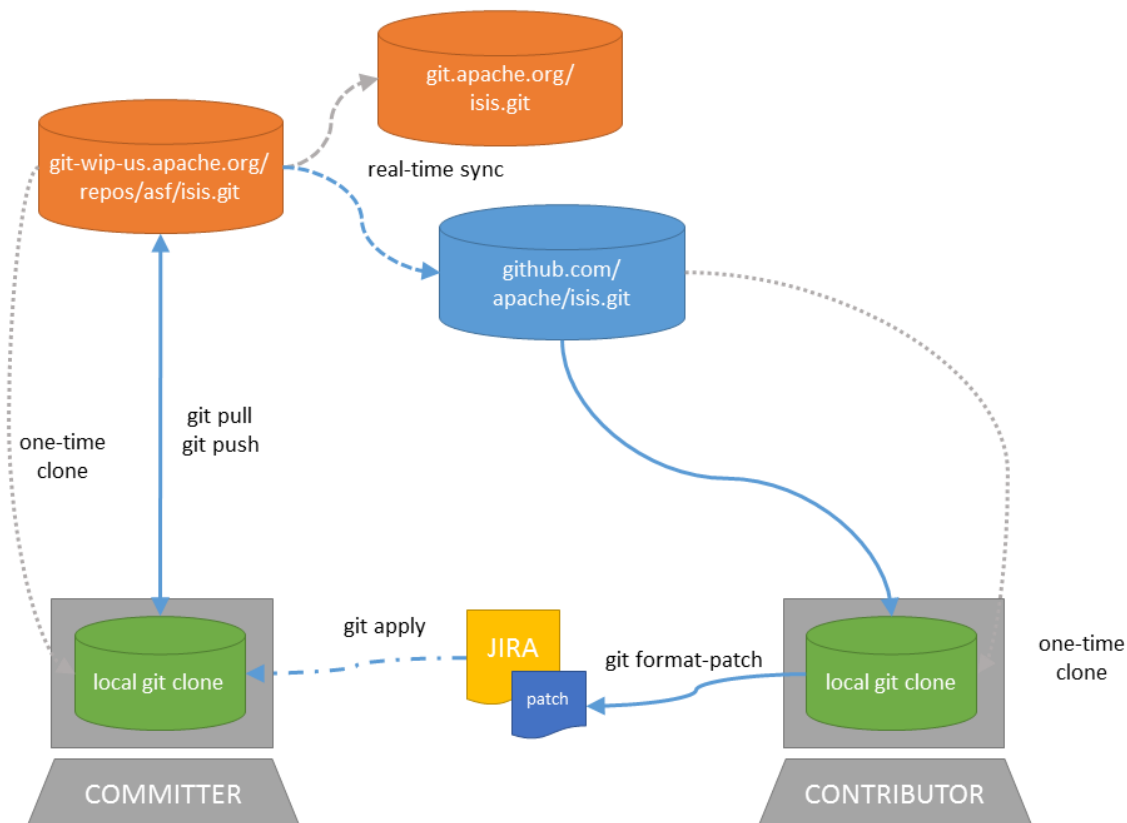 git.apache.org/
isis.git
git-wip-us.apache.org/
repos/asf/isis.git
real-time sync
github.com/
apache/isis.git
git pull
git push
one-time
clone
git apply
JIRA
patch
git format-patch
one-time
clone
local git clone
local git clone
COMMITTER
CONTRIBUTOR